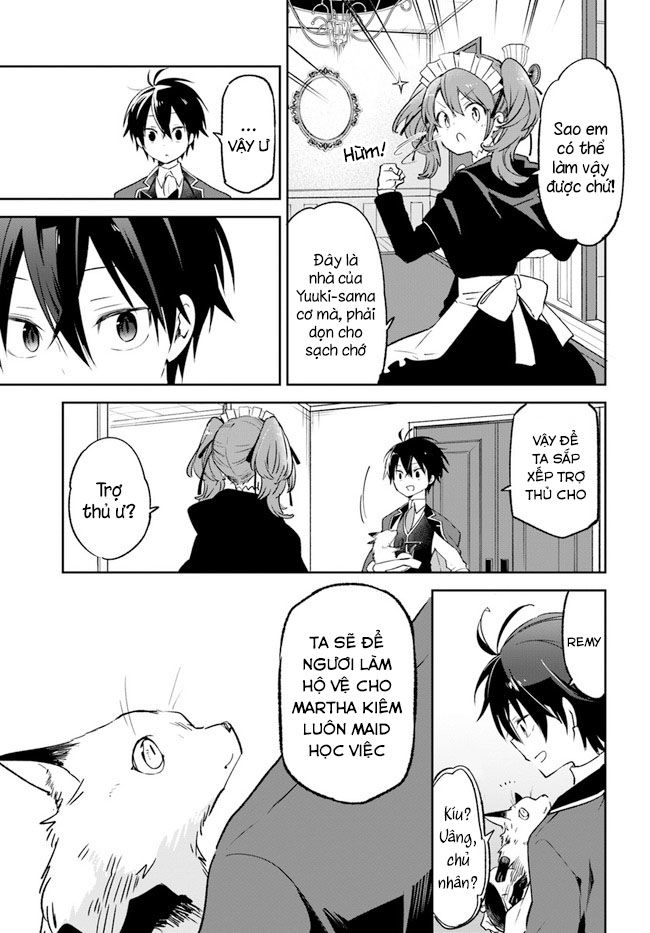 Sao em
có thể
làm vậy
được chứ!
Hừm!
Đây là
nhà của
Yuuki-sama
cơ mà, phải
dọn cho
sạch chớ
...
VẬY Ư
VẬY ĐỂ
TA SẮP
XẾP TRỢ
THỦ CHO
Trợ
thủ ư?
REMY
Kíu?
Uâng, chủ
nhân?
TA SẼ ĐỂ
NGƯƠI LÀM
HỘ VỆ CHO
MARTHA KIÊM
LUÔN MAID
HỌC VIỆC